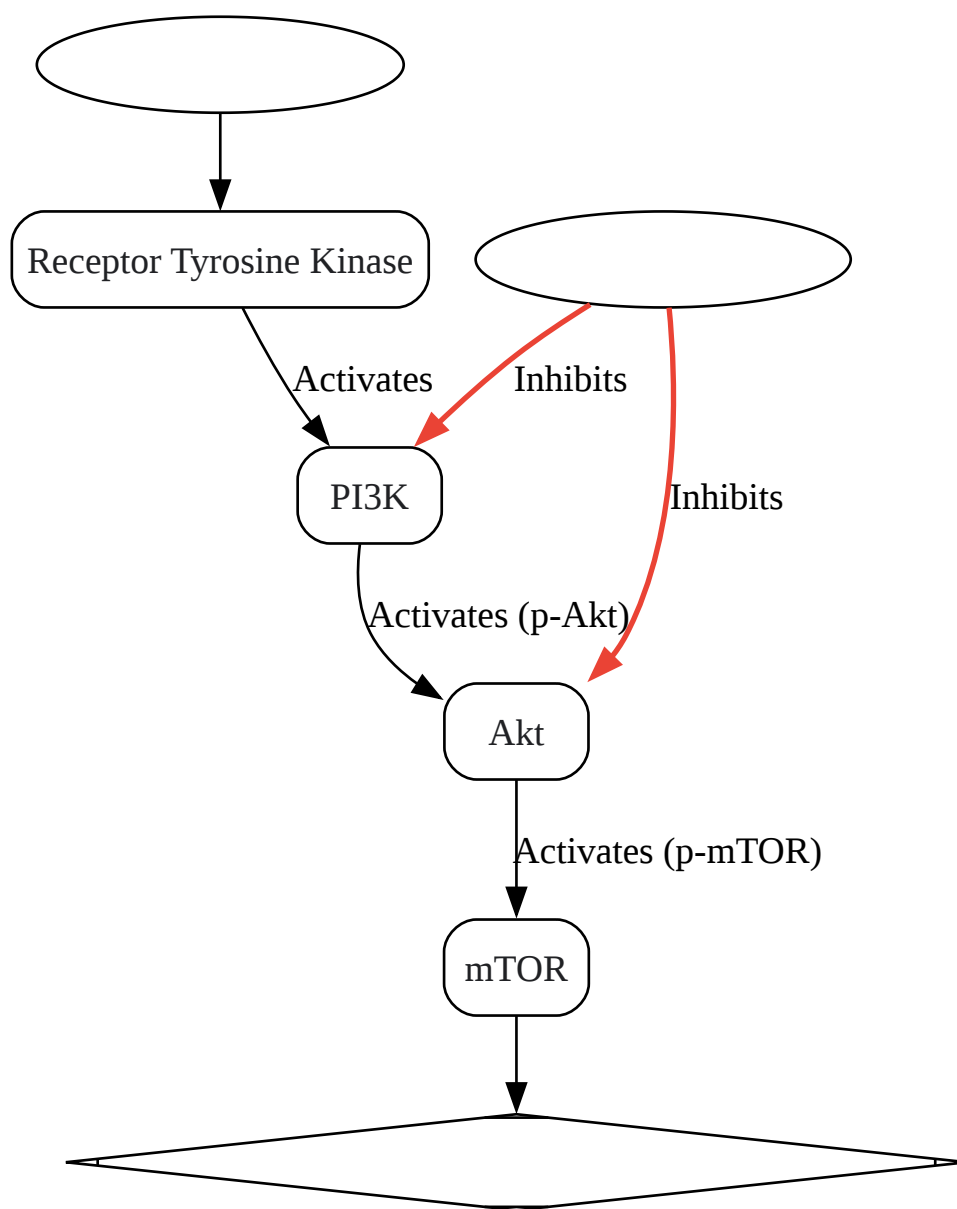 Receptor Tyrosine Kinase
Activates
Inhibits
PI3K
Inhibits
Activates (p-Akt)
Akt
Activates (p-mTOR)
mTOR